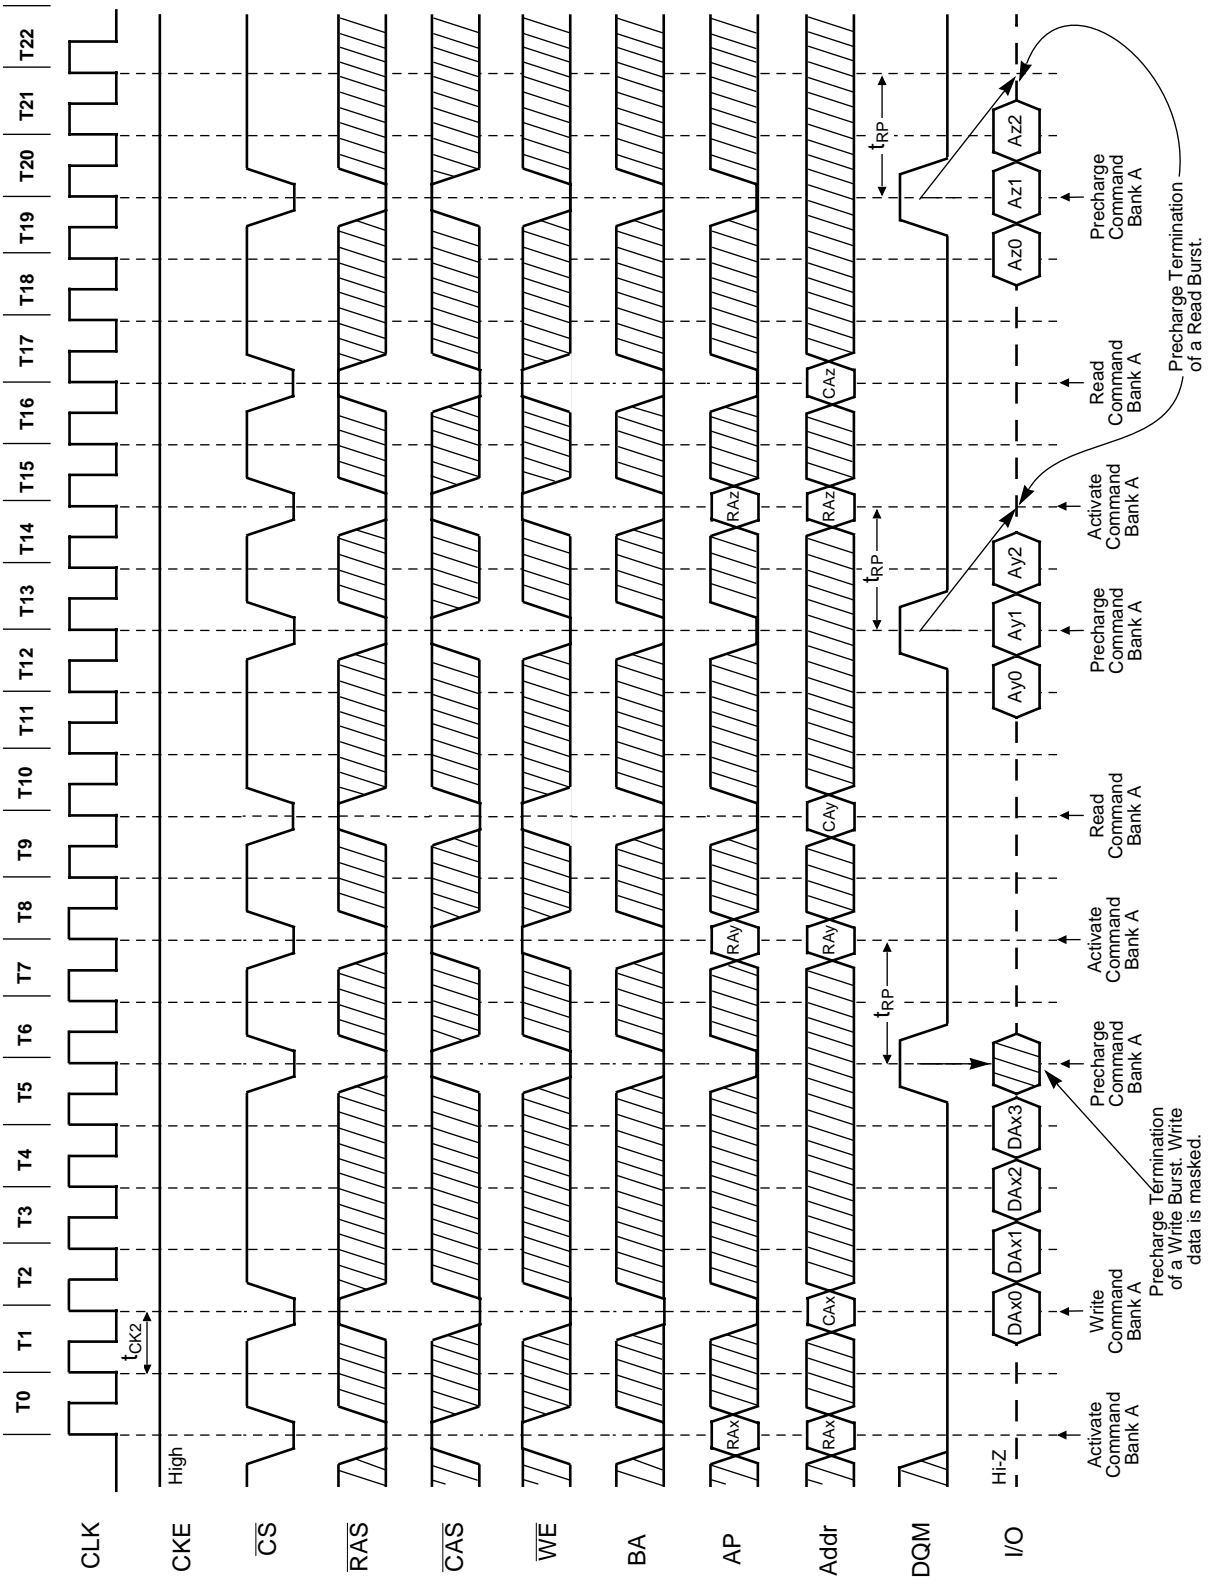 T0 T1 T2 T3 T4 T5 T6 T7 T8 T9 T10 T11 T12 T13 T14 T15 T16 T17 T18 T19 T20 T21 T22
CLK
tCK2
CKE
High
CS
RAS
CAS
WE
BA
AP
RAx RAy RAz
Addr
RAx CAx RAy CAy RAz CAz
tRP tRP tRP
DQM
I/O
Hi-Z
DAx0 DAx1 DAx2 DAx3 Ay0 Ay1 Ay2 Az0 Az1 Az2
Activate
Command
Bank A
Write
Command
Bank A
Precharge
Command
Bank A
Activate
Command
Bank A
Read
Command
Bank A
Precharge
Command
Bank A
Activate
Command
Bank A
Read
Command
Bank A
Precharge
Command
Bank A
Precharge Termination
of a Write Burst. Write
data is masked.
Precharge Termination
of a Read Burst.